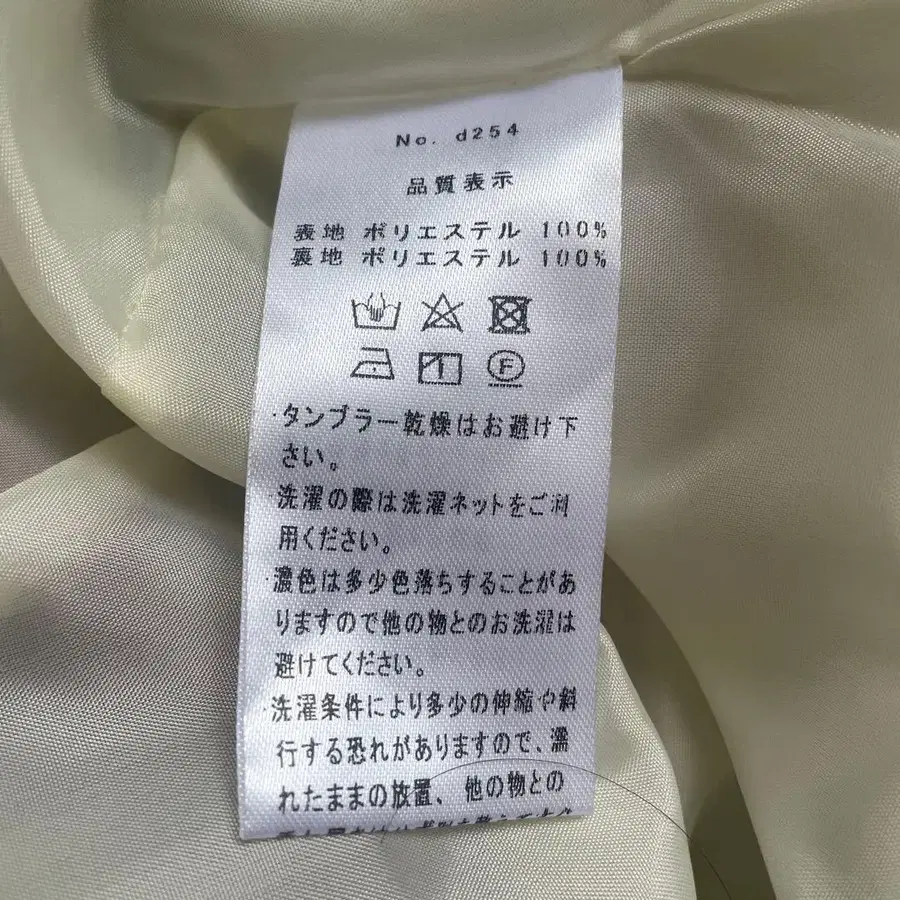 No. d254
品質表示
表地 ポリエステル 100%
裏地 ポリエステル 100%
F
・タンブラー乾燥はお避け下
さい。
洗濯の際は洗濯ネットをご利
用ください。
・濃色は多少色落ちすることがあ
りますので他の物とのお洗濯は
避けてください。
洗濯条件により多少の伸縮や斜
行する恐れがありますので、濡
れたままの放置、他の物との